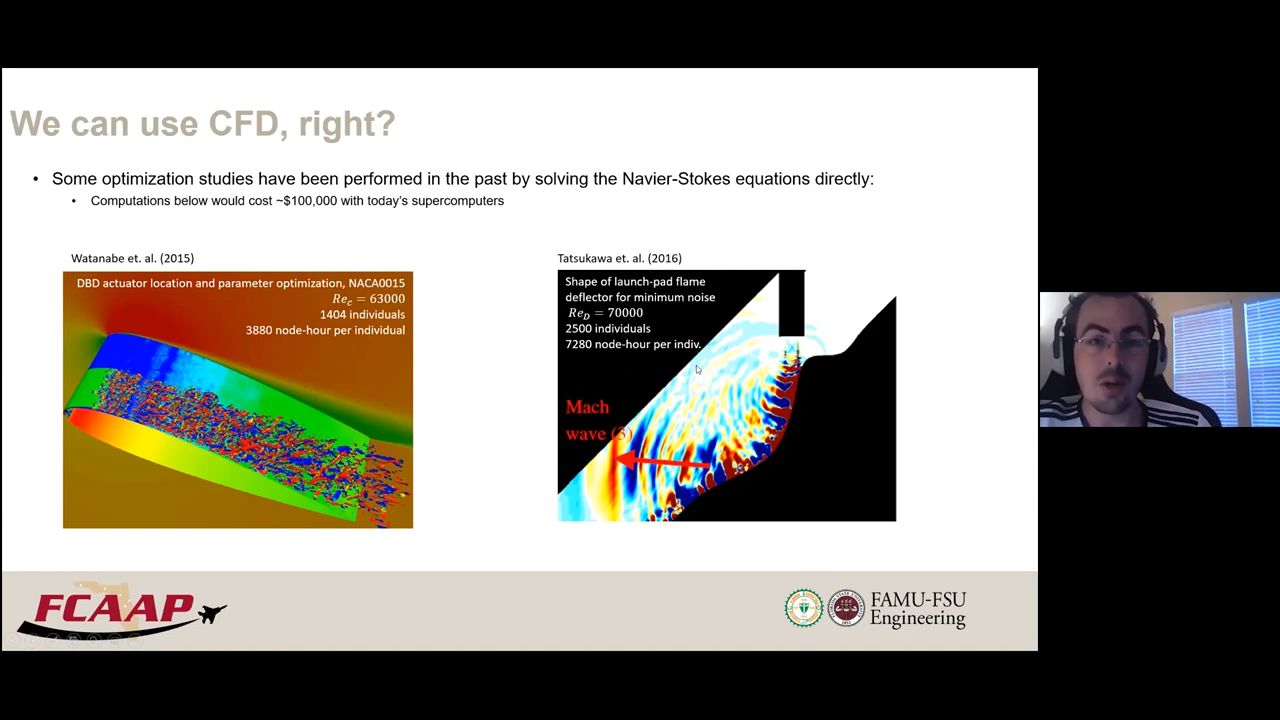 We can use CFD, right?
• Some optimization studies have been performed in the past by solving the Navier-Stokes equations directly:
• Computations below would cost ~$100,000 with today's supercomputers
Watanabe et. al. (2015)
DBD actuator location and parameter optimization, NACA0015
Re_c = 63000
1404 individuals
3880 node-hour per individual
Tatsukawa et. al. (2016)
Shape of launch-pad flame
deflector for minimum noise
Re_D = 70000
2500 individuals
7280 node-hour per indiv.
Mach
wave (3)
FCAAP
FAMU-FSU
Engineering